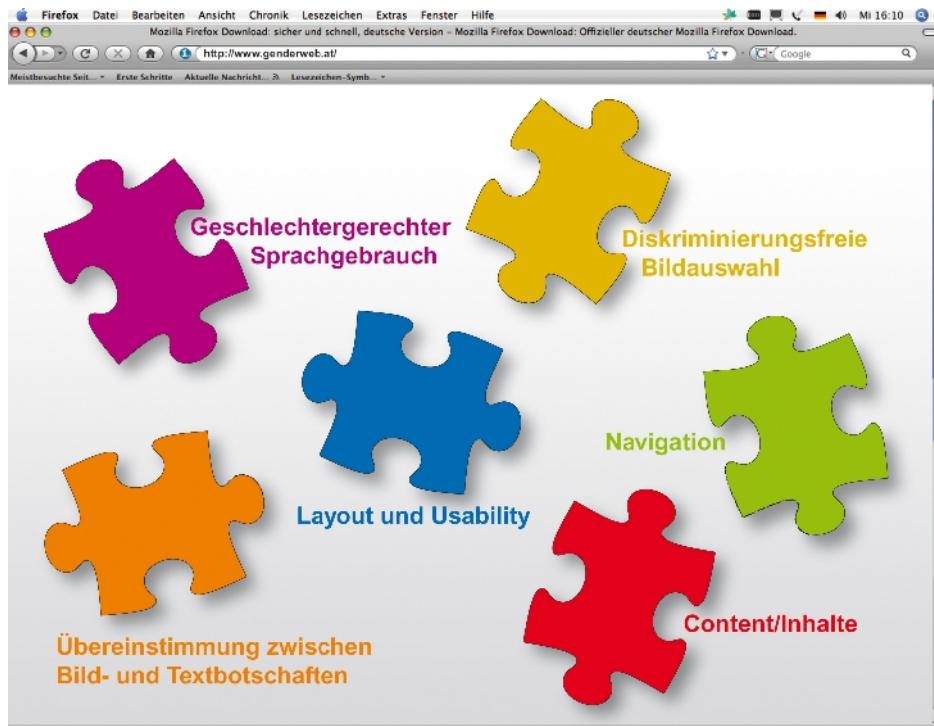 Firefox Datei Bearbeiten Ansicht Chronik Lesezeichen Extras Fenster Hilfe Mi 16:10
Mozilla Firefox Download: sicher und schnell, deutsche Version – Mozilla Firefox Download: Offizieller deutscher Mozilla Firefox Download.
http://www.genderweb.at/ Google
Meistbesuchte Seit... Erste Schritte Aktuelle Nachricht... Lesezeichen-Symb...
Geschlechtergerechter
Sprachgebrauch
Diskriminierungsfreie
Bildauswahl
Navigation
Layout und Usability
Content/Inhalte
Übereinstimmung zwischen
Bild- und Textbotschaften